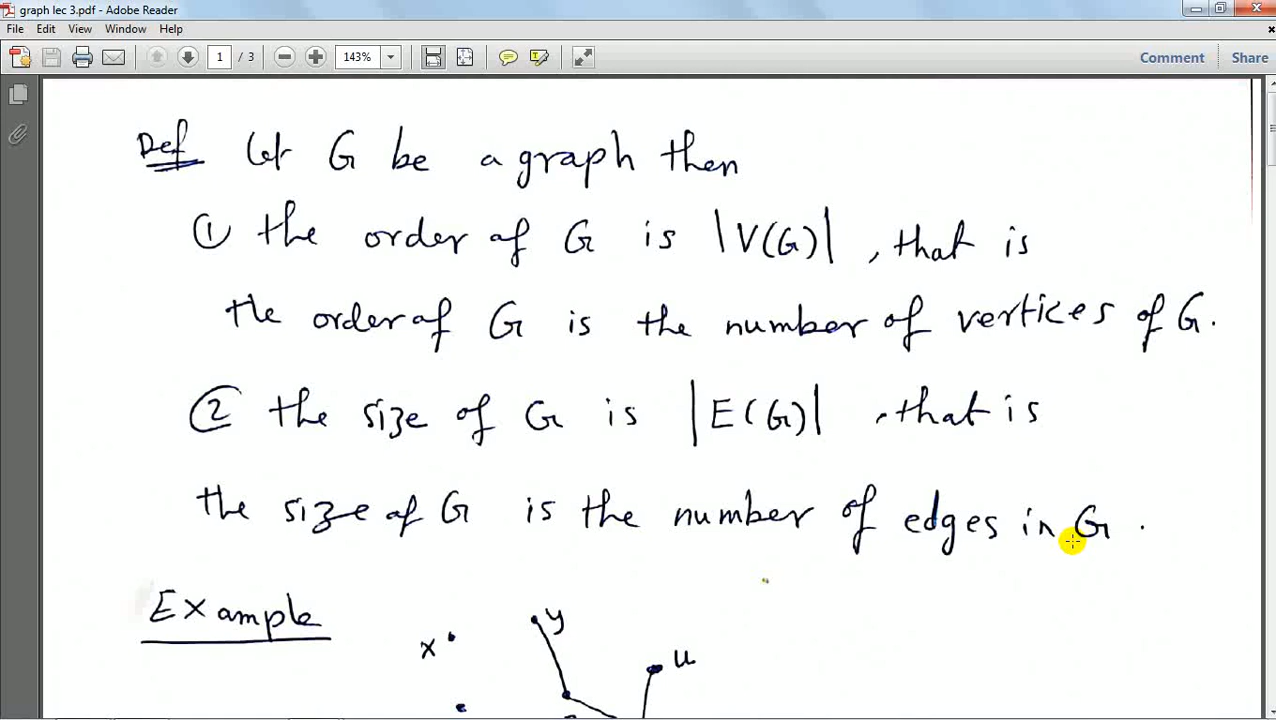 graph lec 3.pdf - Adobe Reader
File Edit View Window Help
1 / 3 143% Comment Share
Def Let G be a graph then
① the order of G is |V(G)| , that is
the order of G is the number of vertices of G.
② the size of G is |E(G)| , that is
the size of G is the number of edges in G .
Example
y
x
u